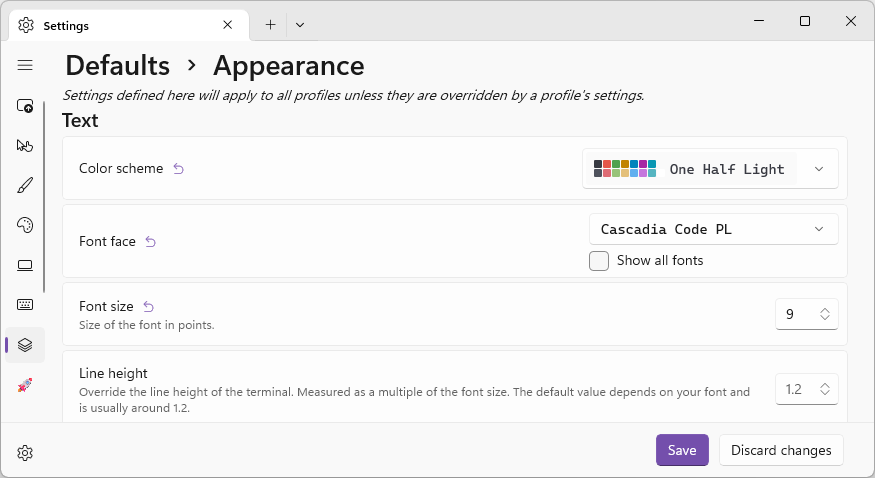 Settings
Defaults > Appearance
Settings defined here will apply to all profiles unless they are overridden by a profile's settings.
Text
Color scheme
One Half Light
Font face
Cascadia Code PL
Show all fonts
Font size
Size of the font in points.
9
Line height
Override the line height of the terminal. Measured as a multiple of the font size. The default value depends on your font and
is usually around 1.2.
1.2
Save
Discard changes